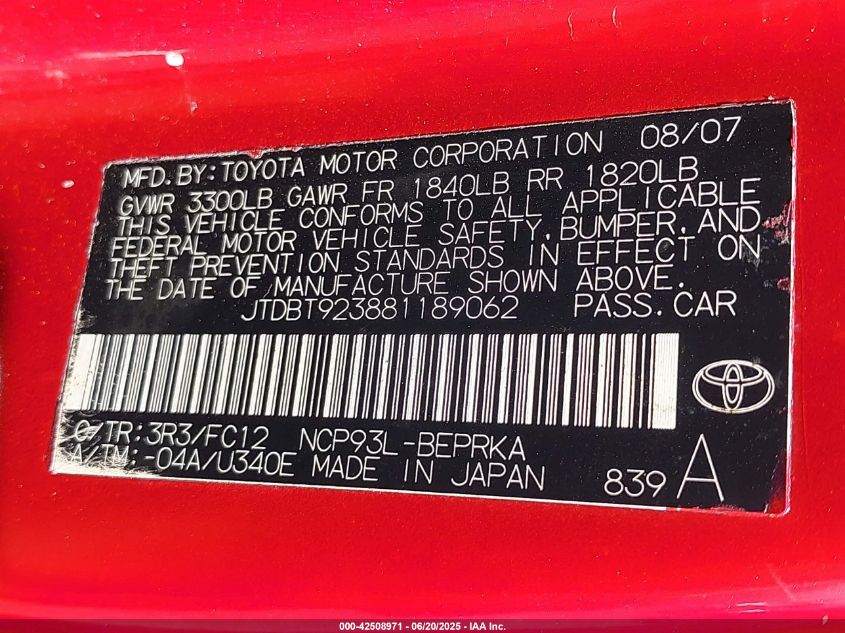 MFD. BY: TOYOTA MOTOR CORPORATION 08/07
GVWR 3300LB GAWR FR 1840LB RR 1820LB
THIS VEHICLE CONFORMS TO ALL APPLICABLE
FEDERAL MOTOR VEHICLE SAFETY, BUMPER, AND
THEFT PREVENTION STANDARDS IN EFFECT ON
THE DATE OF MANUFACTURE SHOWN ABOVE.
JTDBT923881189062 PASS. CAR
C/TR: 3R3/FC12 NCP93L-BEPRKA
A/TM: -04A/U340E MADE IN JAPAN 839 A
000-42508971 - 06/20/2025 - IAA Inc.